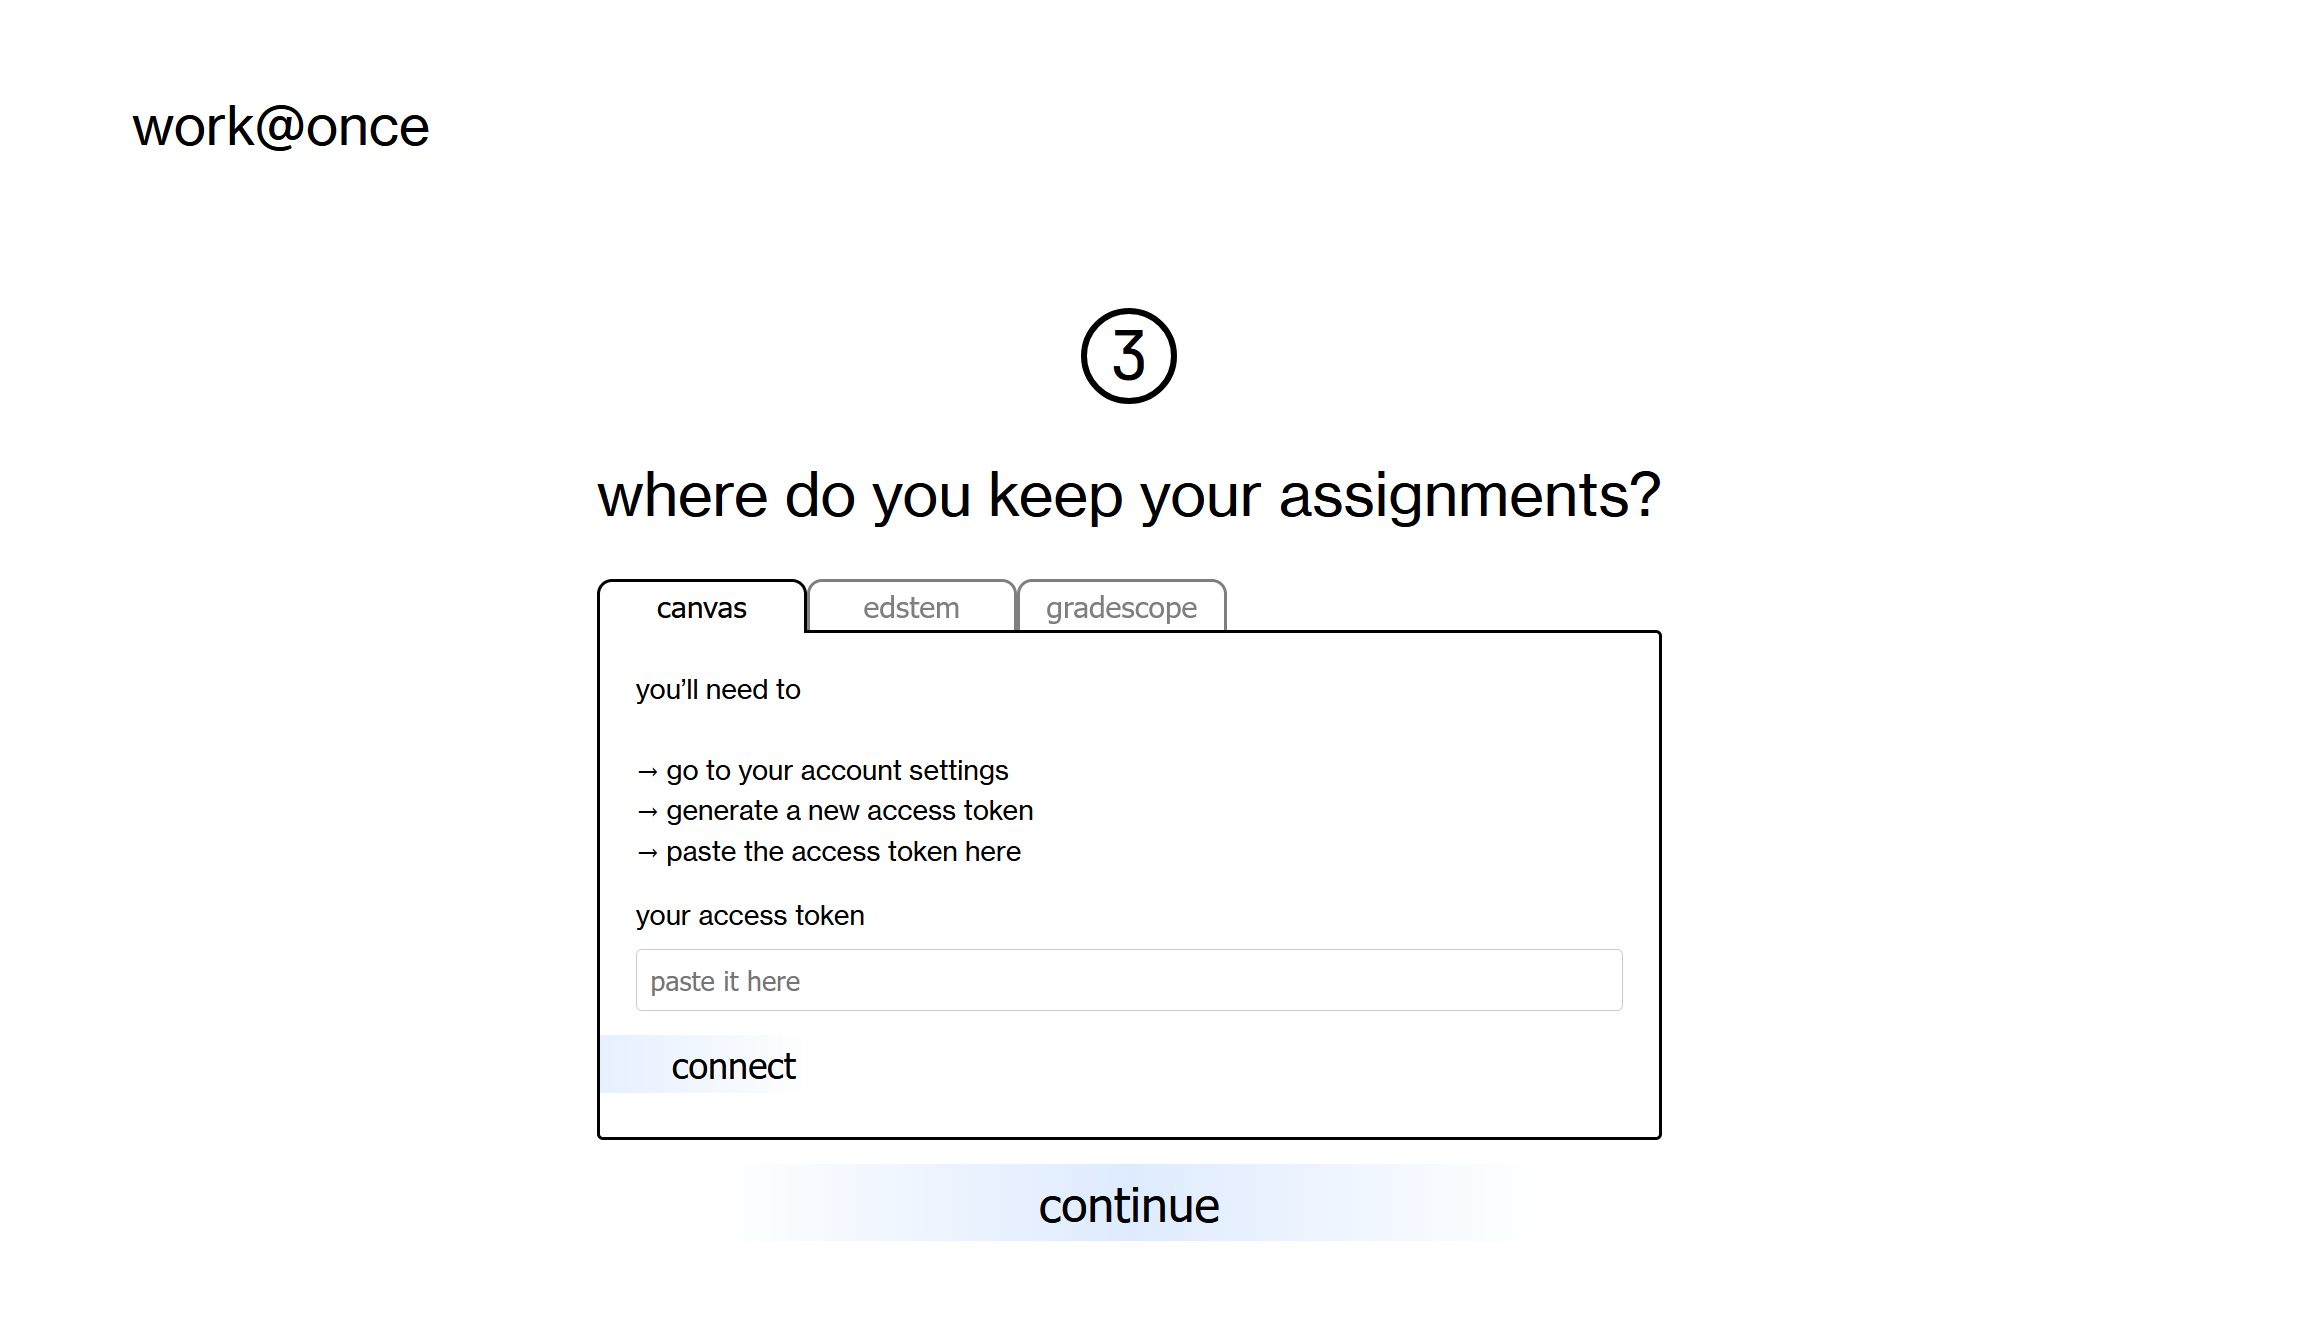 work@once
3
where do you keep your assignments?
canvas edstem gradescope
you’ll need to
→ go to your account settings
→ generate a new access token
→ paste the access token here
your access token
paste it here
connect
continue